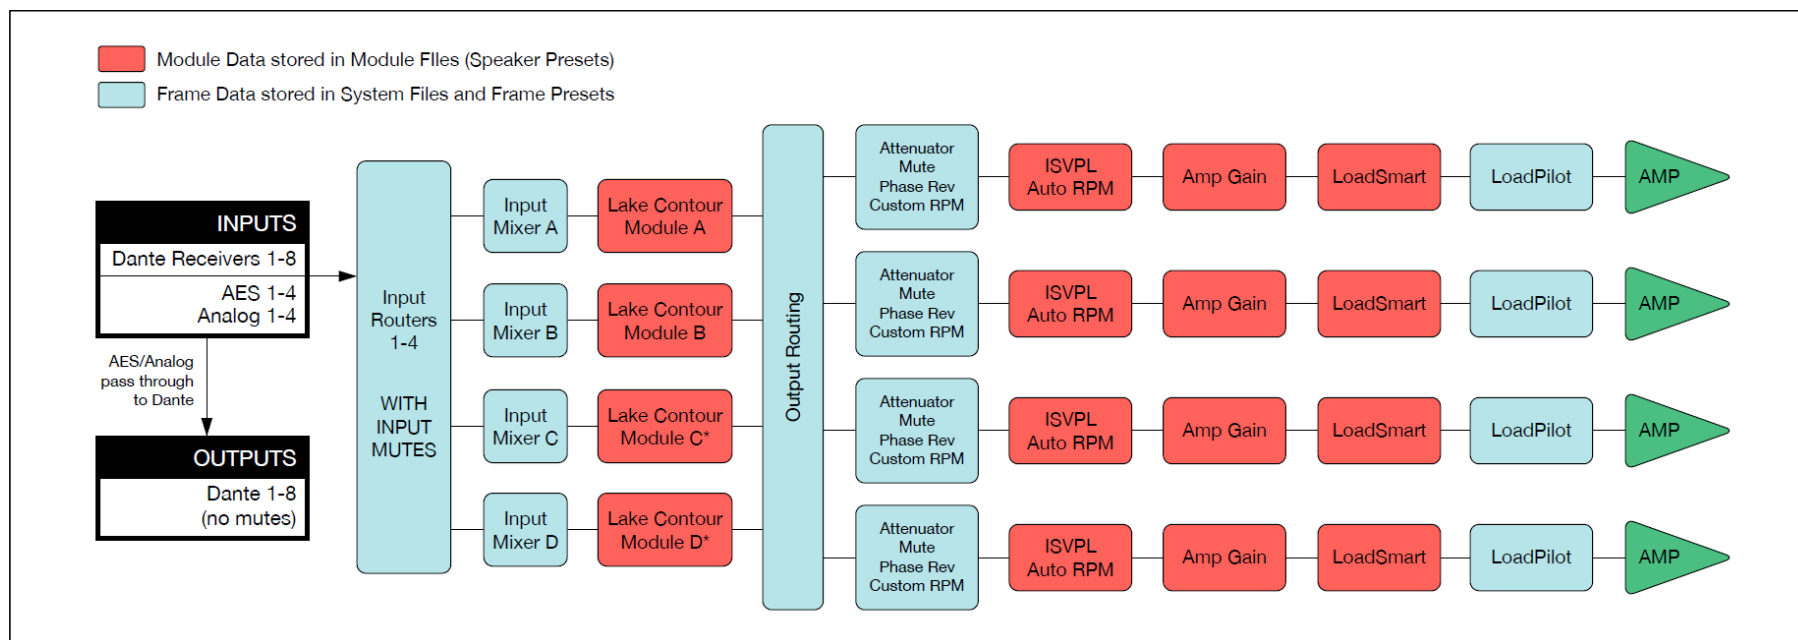 Module Data stored in Module FIles (Speaker Presets)
Frame Data stored in System Files and Frame Presets
INPUTS
Dante Receivers 1-8
AES 1-4
Analog 1-4
AES/Analog
pass through
to Dante
OUTPUTS
Dante 1-8
(no mutes)
Input
Routers
1-4
WITH
INPUT
MUTES
Input
Mixer A
Lake Contour
Module A
Input
Mixer B
Lake Contour
Module B
Input
Mixer C
Lake Contour
Module C*
Input
Mixer D
Lake Contour
Module D*
Output Routing
Attenuator
Mute
Phase Rev
Custom RPM
ISVPL
Auto RPM
Amp Gain
LoadSmart
LoadPilot
AMP
Attenuator
Mute
Phase Rev
Custom RPM
ISVPL
Auto RPM
Amp Gain
LoadSmart
LoadPilot
AMP
Attenuator
Mute
Phase Rev
Custom RPM
ISVPL
Auto RPM
Amp Gain
LoadSmart
LoadPilot
AMP
Attenuator
Mute
Phase Rev
Custom RPM
ISVPL
Auto RPM
Amp Gain
LoadSmart
LoadPilot
AMP